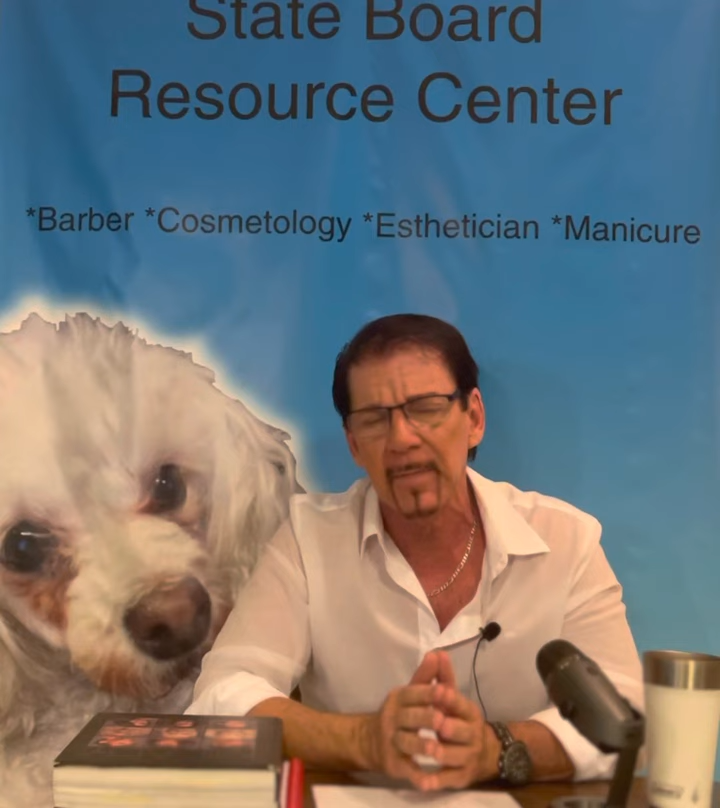 State Board
Resource Center
*Barber *Cosmetology *Esthetician *Manicure